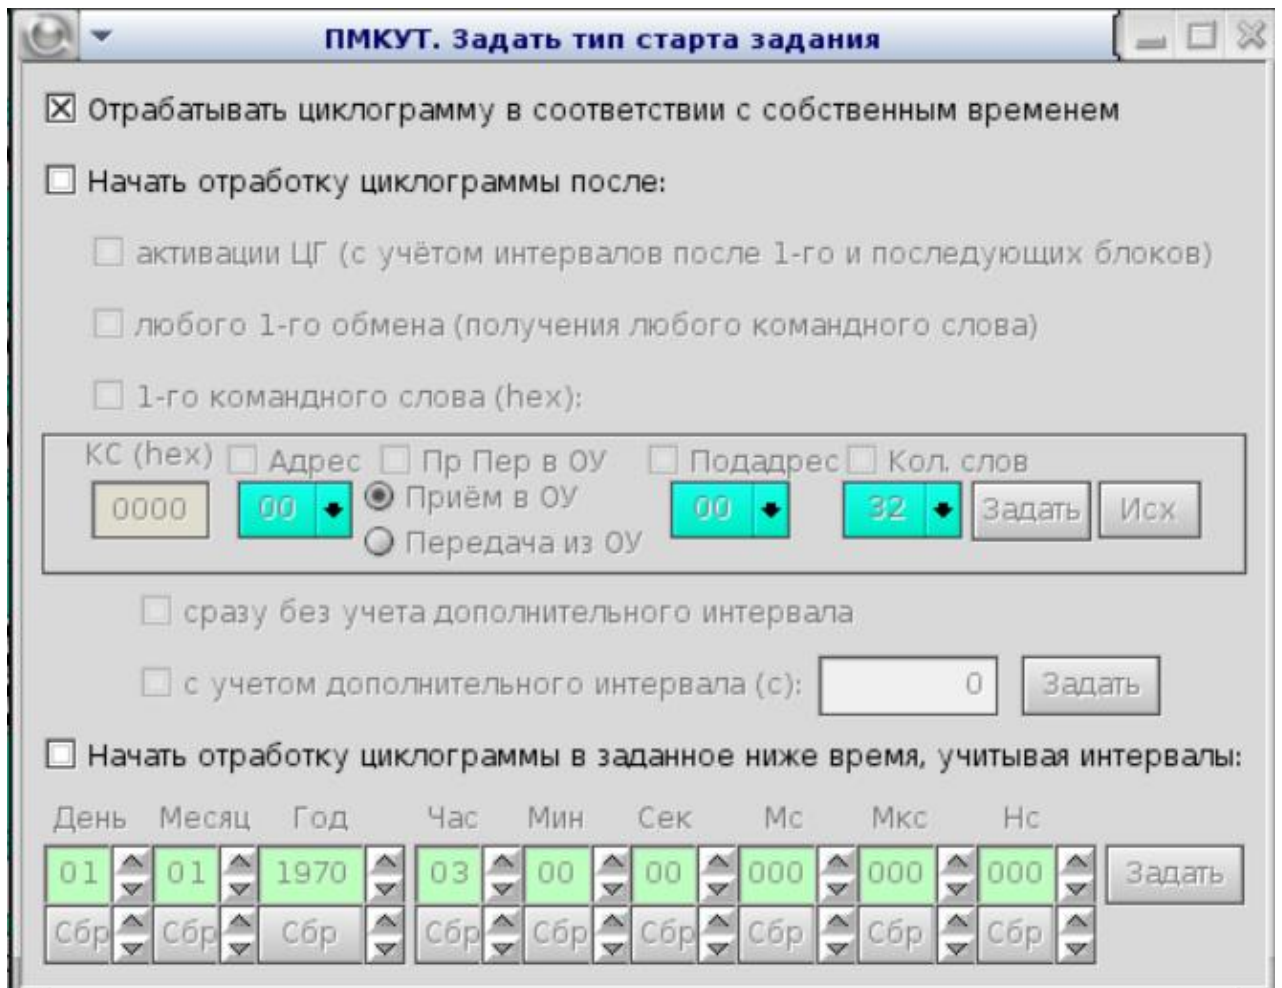 ПМКУТ. Задать тип старта задания
Отрабатывать циклограмму в соответствии с собственным временем
Начать отработку циклограммы после:
активации ЦГ (с учётом интервалов после 1-го и последующих блоков)
любого 1-го обмена (получения любого командного слова)
1-го командного слова (hex):
КС (hex) Адрес Пр Пер в ОУ Подадрес Кол. слов
0000 00 Приём в ОУ 00 32 Задать Исх
Передача из ОУ
сразу без учета дополнительного интервала
с учетом дополнительного интервала (с): 0 Задать
Начать отработку циклограммы в заданное ниже время, учитывая интервалы:
День Месяц Год Час Мин Сек Мс Мкс Нс
01 01 1970 03 00 00 000 000 000 Задать
Сбр Сбр Сбр Сбр Сбр Сбр Сбр Сбр Сбр